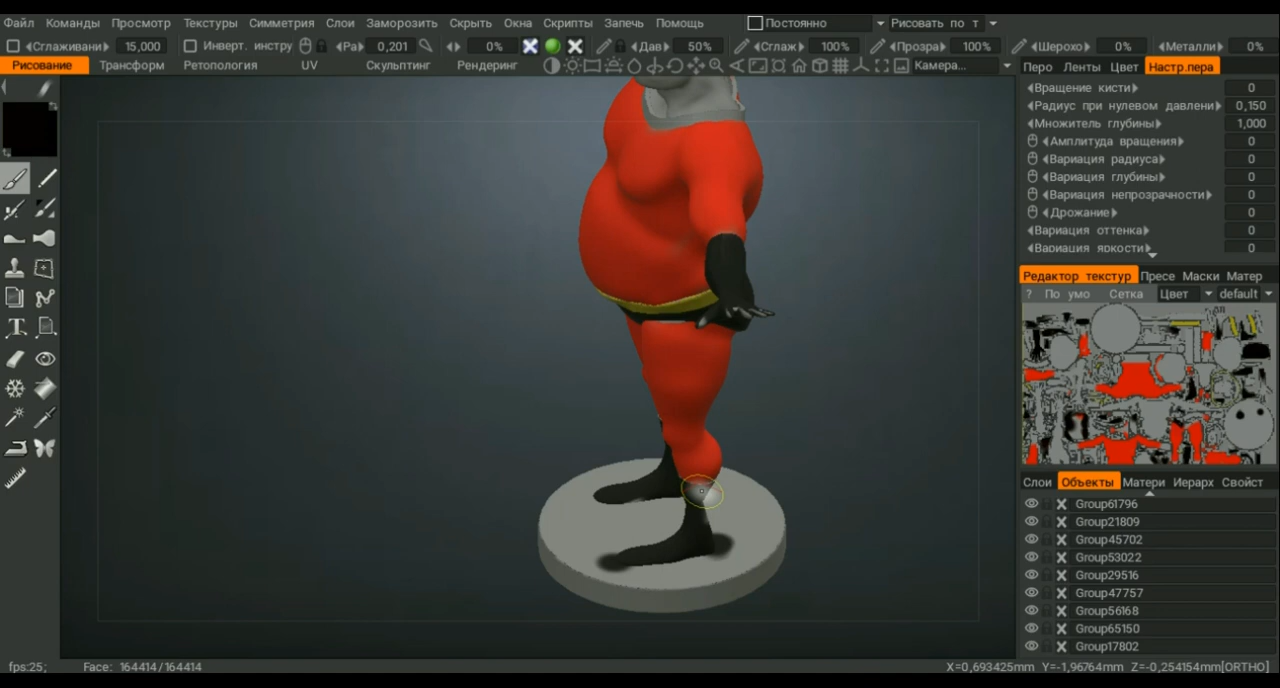 Файл Команды Просмотр Текстуры Симметрия Слои Заморозить Скрыть Окна Скрипты Запечь Помощь Постоянно Рисовать по т
Сглаживани 15,000 Инверт. инстру Ра 0,201 0% Дав 50% Сглаж 100% Прозра 100% Шерохо 0% Металли 0%
Рисование Трансформ Ретопология UV Скульптинг Рендеринг Камера... Перо Ленты Цвет Настр.пера
Вращение кисти 0
Радиус при нулевом давлени 0,150
Множитель глубины 1,000
Амплитуда вращения 0
Вариация радиуса 0
Вариация глубины 0
Вариация непрозрачности 0
Дрожание 0
Вариация оттенка 0
Вариация яркости 0
Редактор текстур Пресе Маски Матер
? По умо Сетка Цвет default
Слои Объекты Матери Иерарх Свойст
Group61796
Group21809
Group45702
Group53022
Group29516
Group47757
Group56168
Group65150
Group17802
fps:25; Face: 164414/164414 X=0,693425mm Y=-1,96764mm Z=-0,254154mm[ORTHO]